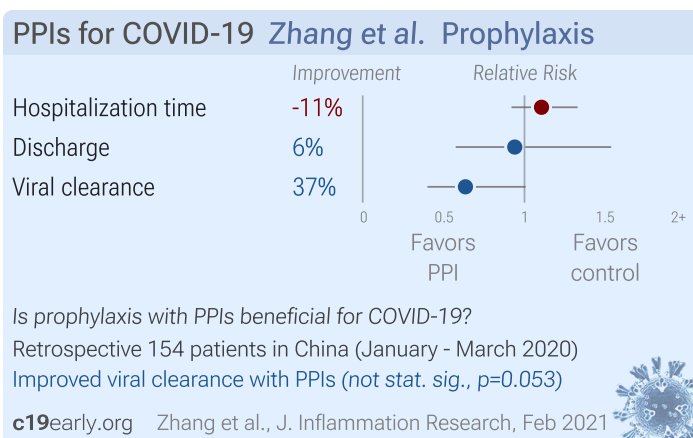 PPIs for COVID-19 Zhang et al. Prophylaxis
Improvement Relative Risk
Hospitalization time -11%
Discharge 6%
Viral clearance 37%
0 0.5 1 1.5 2+
Favors Favors
PPI control
Is prophylaxis with PPIs beneficial for COVID-19?
Retrospective 154 patients in China (January - March 2020)
Improved viral clearance with PPIs (not stat. sig., p=0.053)
c19early.org Zhang et al., J. Inflammation Research, Feb 2021